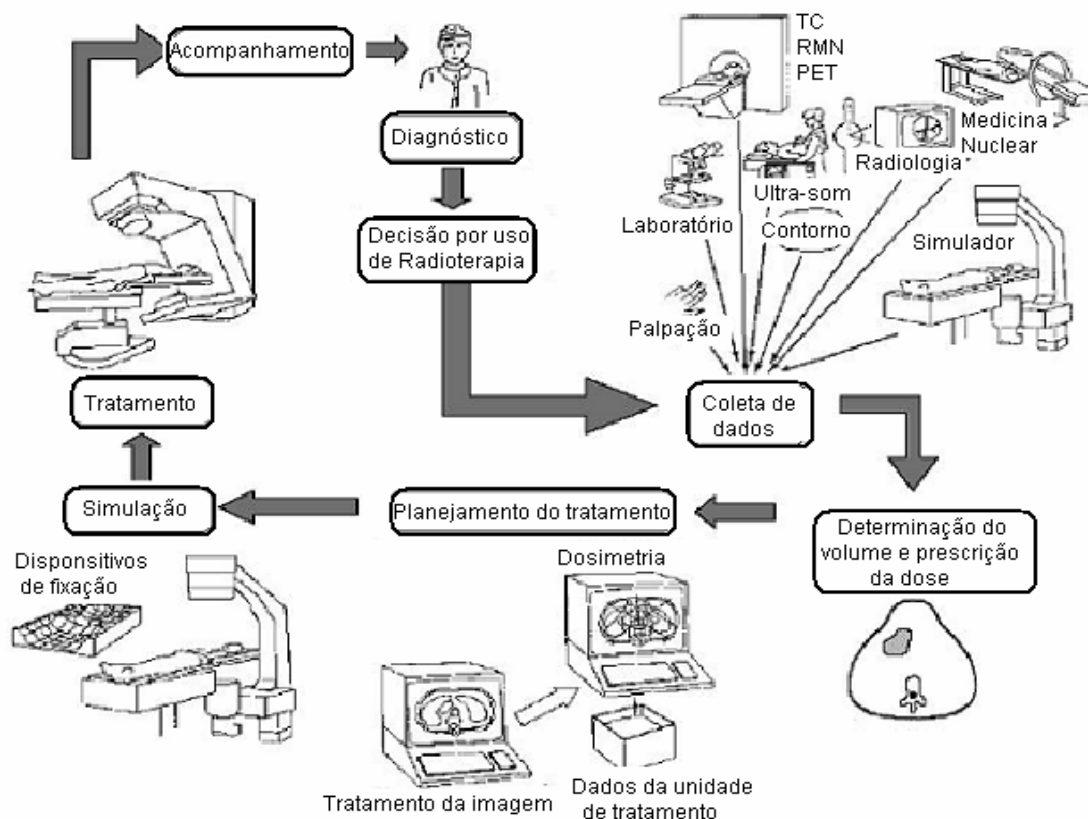 Acompanhamento
Diagnóstico
Decisão por uso
de Radioterapia
TC
RMN
PET
Medicina
Nuclear
Radiologia
Ultra-som
Contorno
Laboratório
Simulador
Palpação
Coleta de
dados
Determinação do
volume e prescrição
da dose
Planejamento do tratamento
Dosimetria
Tratamento da imagem
Dados da unidade
de tratamento
Simulação
Disponsitivos
de fixação
Tratamento